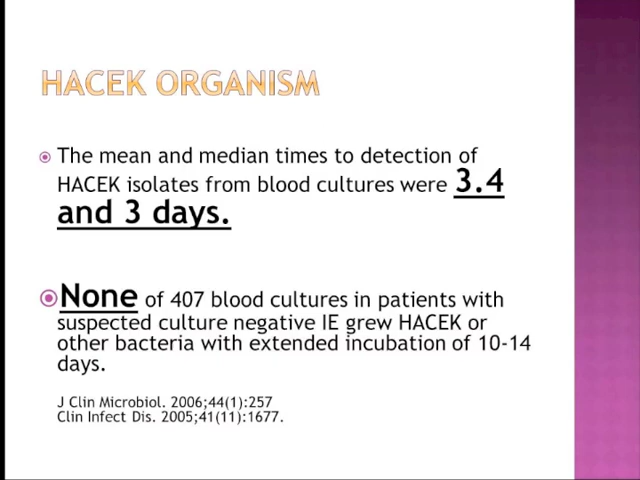 HACEK ORGANISM
The mean and median times to detection of
HACEK isolates from blood cultures were 3.4
and 3 days.
None of 407 blood cultures in patients with
suspected culture negative IE grew HACEK or
other bacteria with extended incubation of 10-14
days.
J Clin Microbiol. 2006;44(1):257
Clin Infect Dis. 2005;41(11):1677.